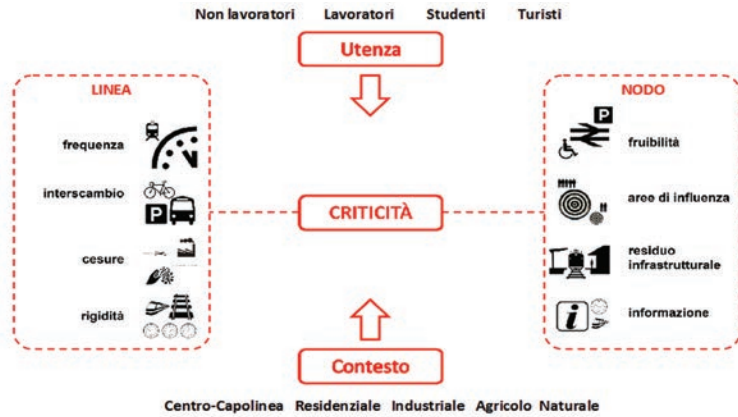 Non lavoratori Lavoratori Studenti Turisti
Utenza
LINEA
frequenza
interscambio
P
cesure
rigidità
CRITICITÀ
NODO
P
fruibilità
aree di influenza
residuo
infrastrutturale
i
informazione
Contesto
Centro-Capolinea Residenziale Industriale Agricolo Naturale